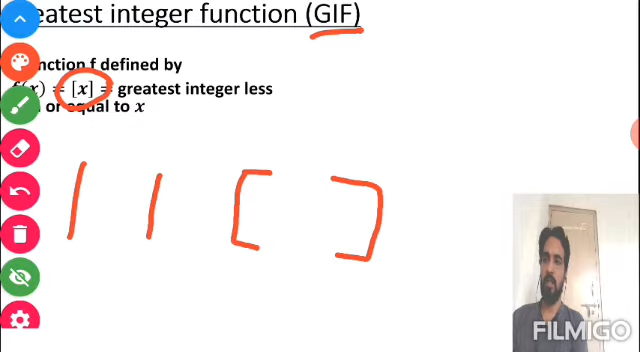 eatest integer function (GIF)
nction f defined by
(x) = [x] = greatest integer less
or equal to x
| | [ ]
FILMIGO